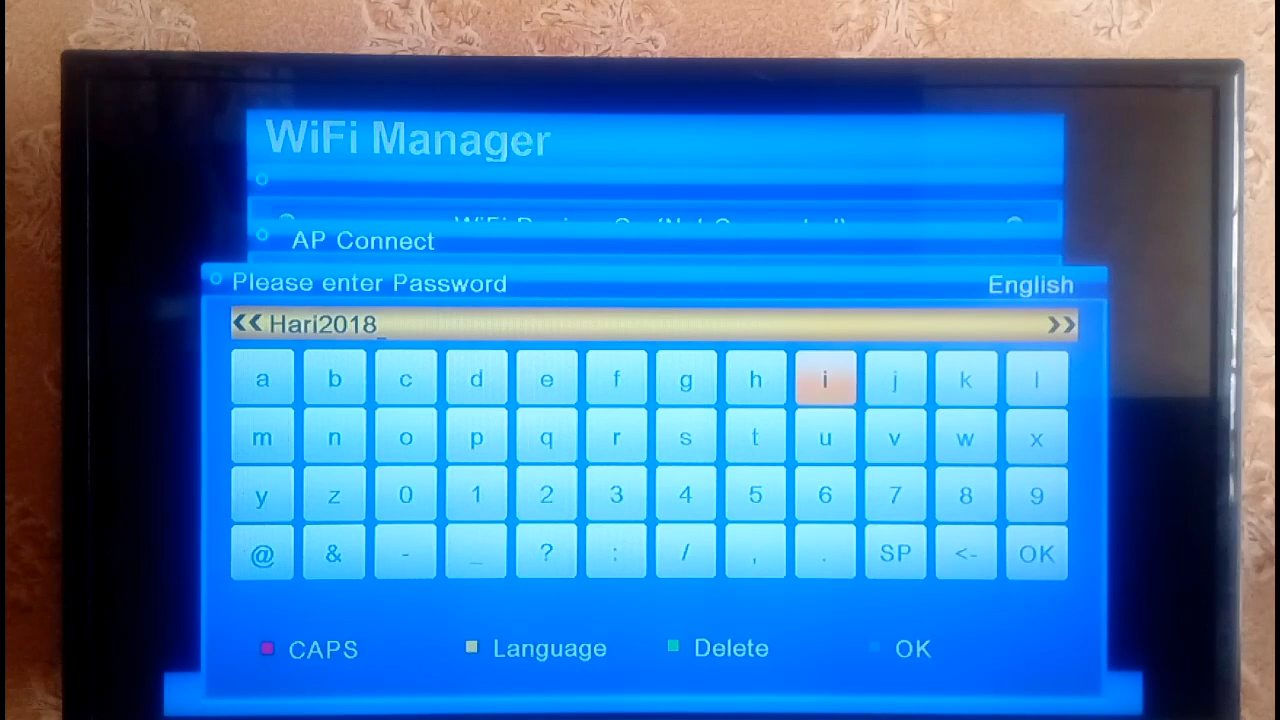 WiFi Manager
AP Connect
Please enter Password English
<< Hari2018_ >>
a b c d e f g h i j k l
m n o p q r s t u v w x
y z 0 1 2 3 4 5 6 7 8 9
@ & - _ ? : / , . SP <- OK
CAPS Language Delete OK